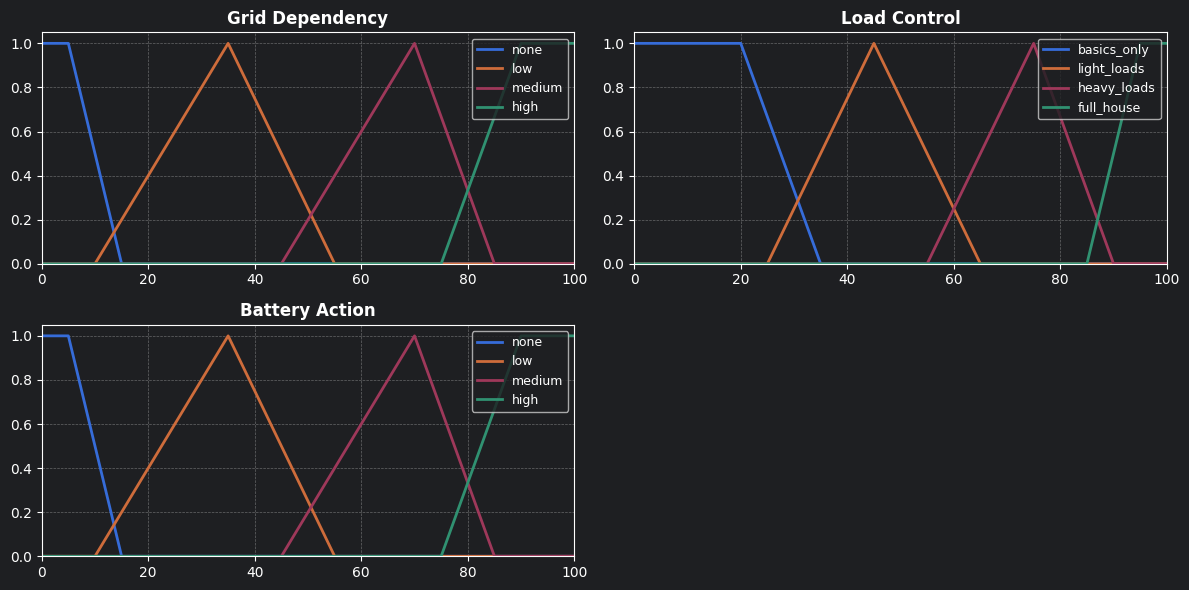 Grid Dependency
1.0
0.8
0.6
0.4
0.2
0.0
0 20 40 60 80 100
none
low
medium
high
Load Control
1.0
0.8
0.6
0.4
0.2
0.0
0 20 40 60 80 100
basics_only
light_loads
heavy_loads
full_house
Battery Action
1.0
0.8
0.6
0.4
0.2
0.0
0 20 40 60 80 100
none
low
medium
high